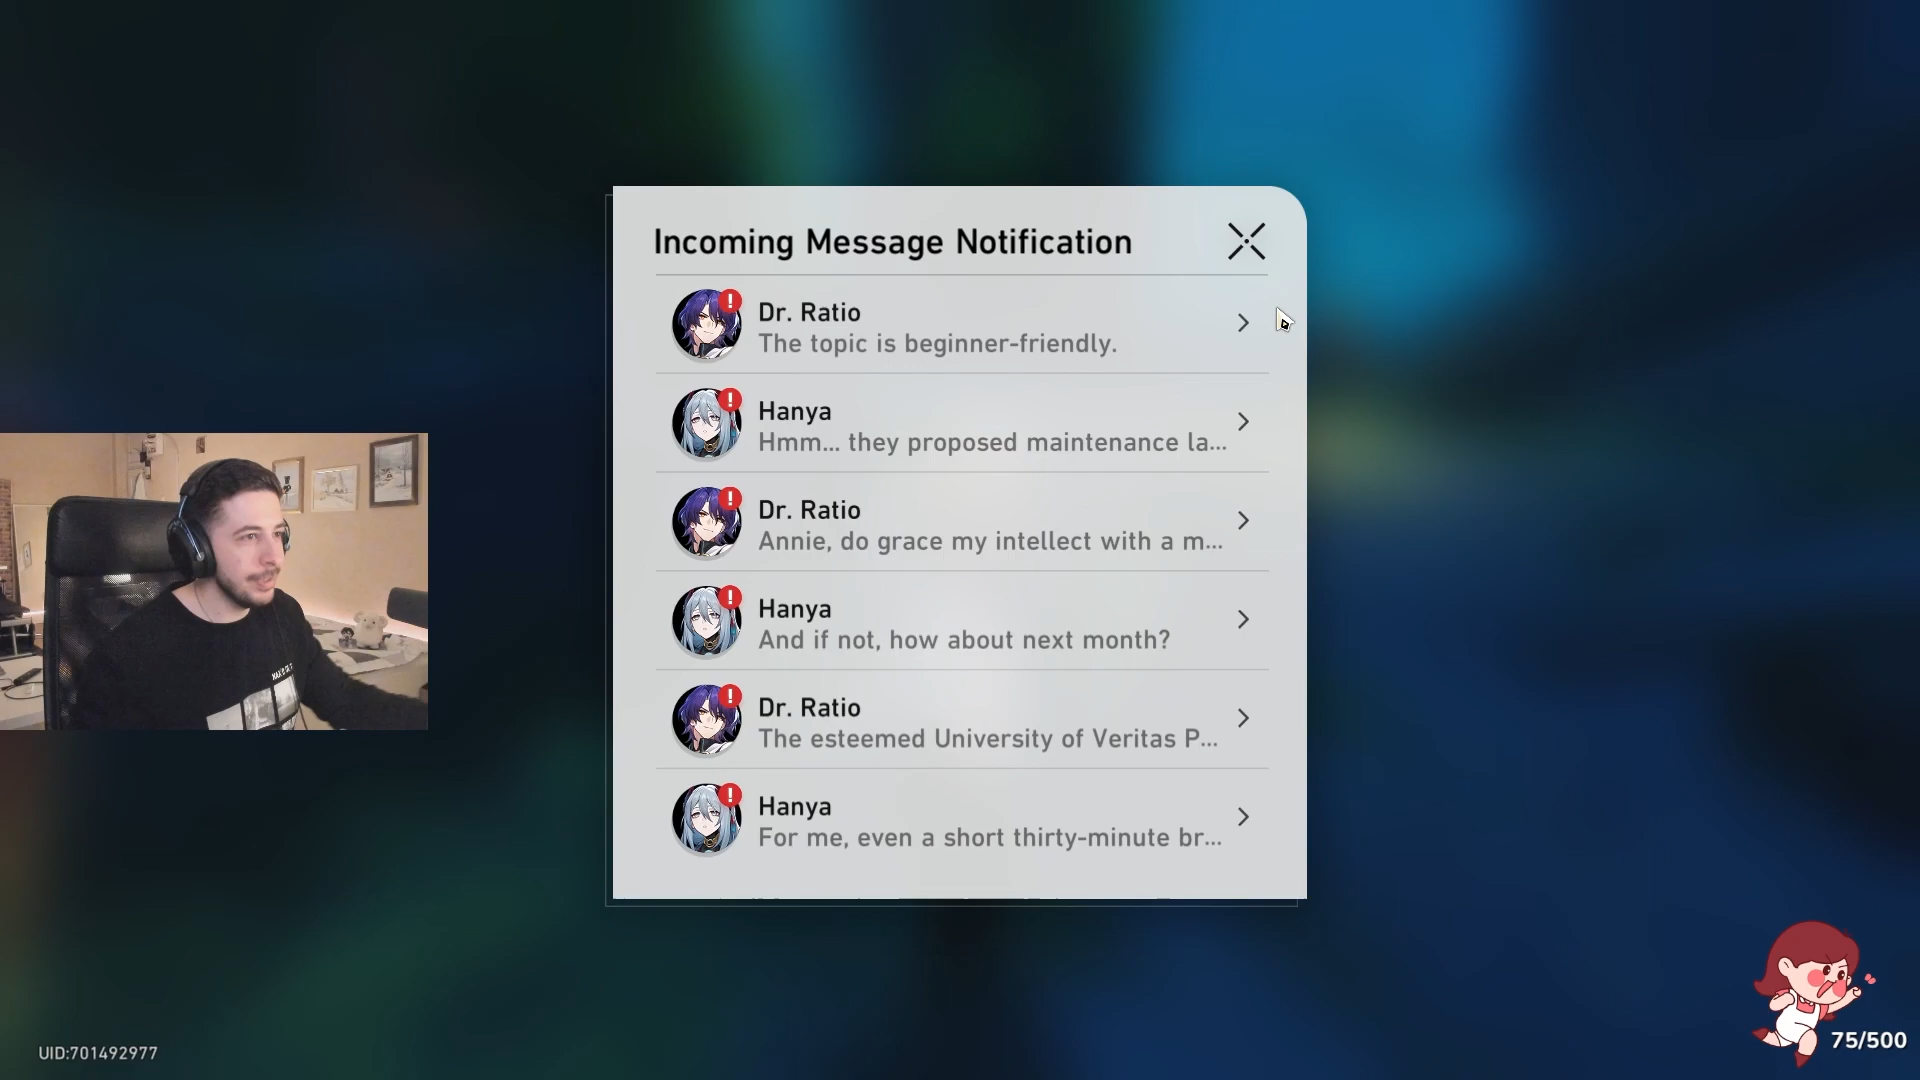 Incoming Message Notification
Dr. Ratio
The topic is beginner-friendly.
Hanya
Hmm... they proposed maintenance la...
Dr. Ratio
Annie, do grace my intellect with a m...
Hanya
And if not, how about next month?
Dr. Ratio
The esteemed University of Veritas P...
Hanya
For me, even a short thirty-minute br...
UID:701492977
75/500